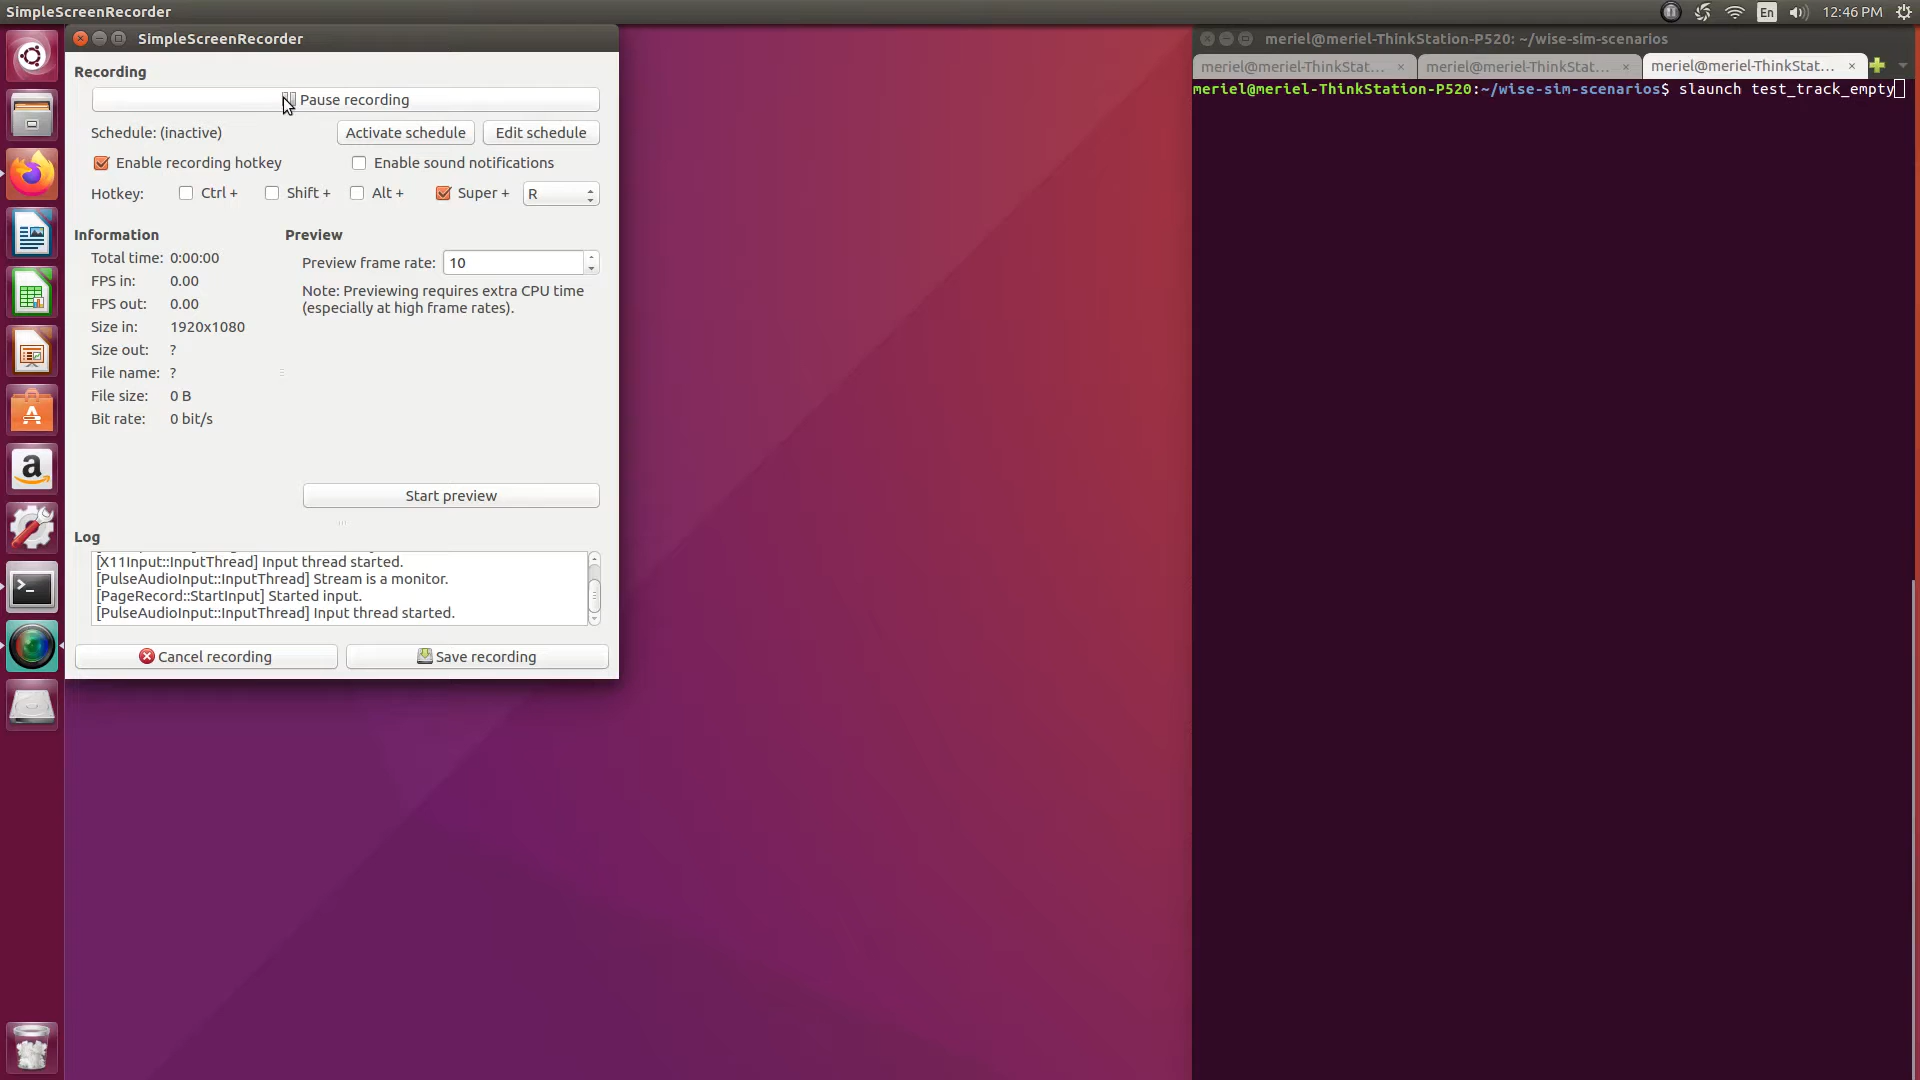 SimpleScreenRecorder
En
12:46 PM
SimpleScreenRecorder
Recording
Pause recording
Schedule: (inactive)
Activate schedule
Edit schedule
Enable recording hotkey
Enable sound notifications
Hotkey:
Ctrl +
Shift +
Alt +
Super +
R
Information
Total time: 0:00:00
FPS in: 0.00
FPS out: 0.00
Size in: 1920x1080
Size out: ?
File name: ?
File size: 0 B
Bit rate: 0 bit/s
Preview
Preview frame rate: 10
Note: Previewing requires extra CPU time
(especially at high frame rates).
Start preview
Log
[X11Input::InputThread] Input thread started.
[PulseAudioInput::InputThread] Stream is a monitor.
[PageRecord::StartInput] Started input.
[PulseAudioInput::InputThread] Input thread started.
Cancel recording
Save recording
meriel@meriel-ThinkStation-P520: ~/wise-sim-scenarios
meriel@meriel-ThinkStat...
meriel@meriel-ThinkStat...
meriel@meriel-ThinkStat...
meriel@meriel-ThinkStation-P520:~/wise-sim-scenarios$ slaunch test_track_empty